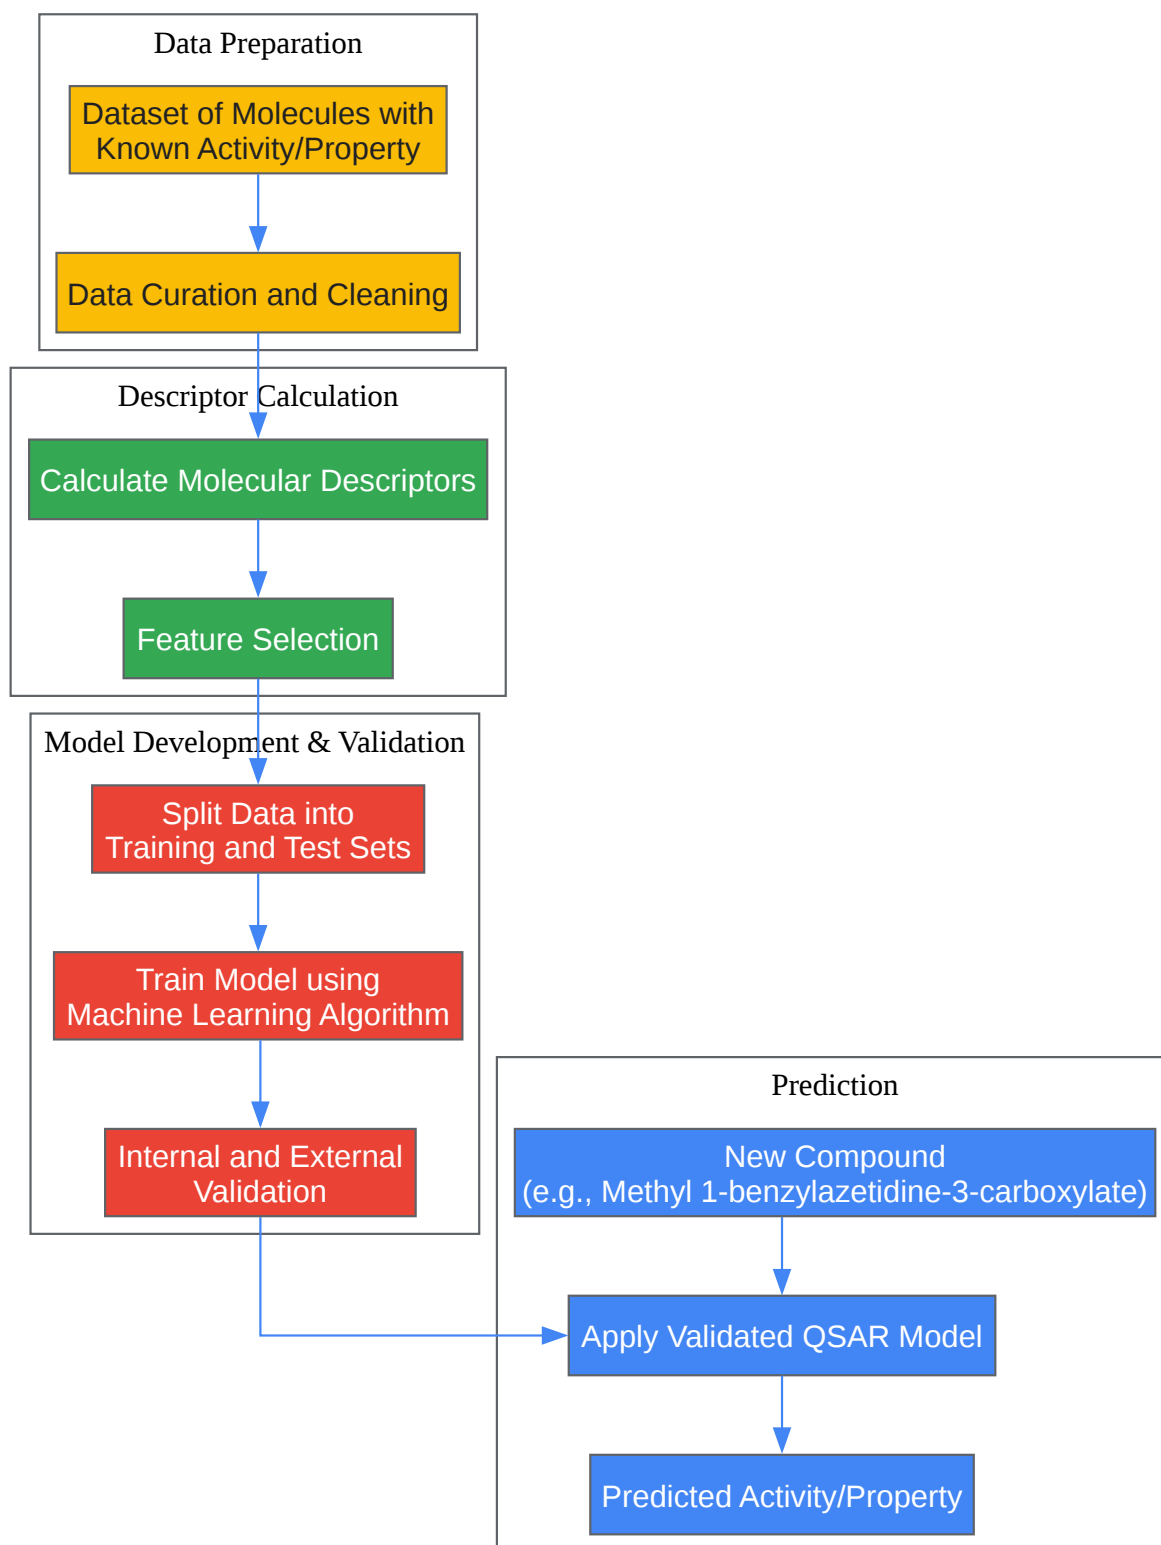 Data Preparation
Dataset of Molecules with
Known Activity/Property
Data Curation and Cleaning
Descriptor Calculation
Calculate Molecular Descriptors
Feature Selection
Model Development & Validation
Split Data into
Training and Test Sets
Train Model using
Machine Learning Algorithm
Internal and External
Validation
Prediction
New Compound
(e.g., Methyl 1-benzylazetidine-3-carboxylate)
Apply Validated QSAR Model
Predicted Activity/Property